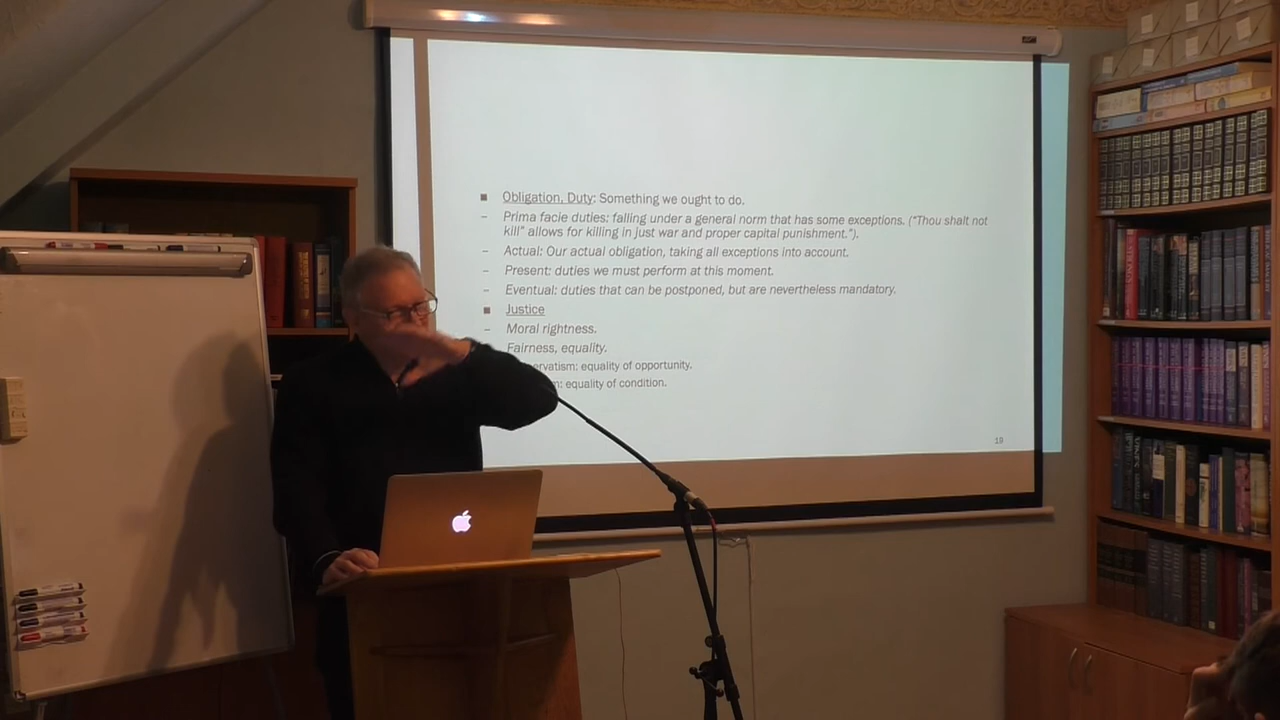 ■ Obligation, Duty: Something we ought to do.
– Prima facie duties: falling under a general norm that has some exceptions. ("Thou shalt not
kill" allows for killing in just war and proper capital punishment.").
– Actual: Our actual obligation, taking all exceptions into account.
– Present: duties we must perform at this moment.
– Eventual: duties that can be postponed, but are nevertheless mandatory.
■ Justice
– Moral rightness.
Fairness, equality.
servatism: equality of opportunity.
m: equality of condition.
19